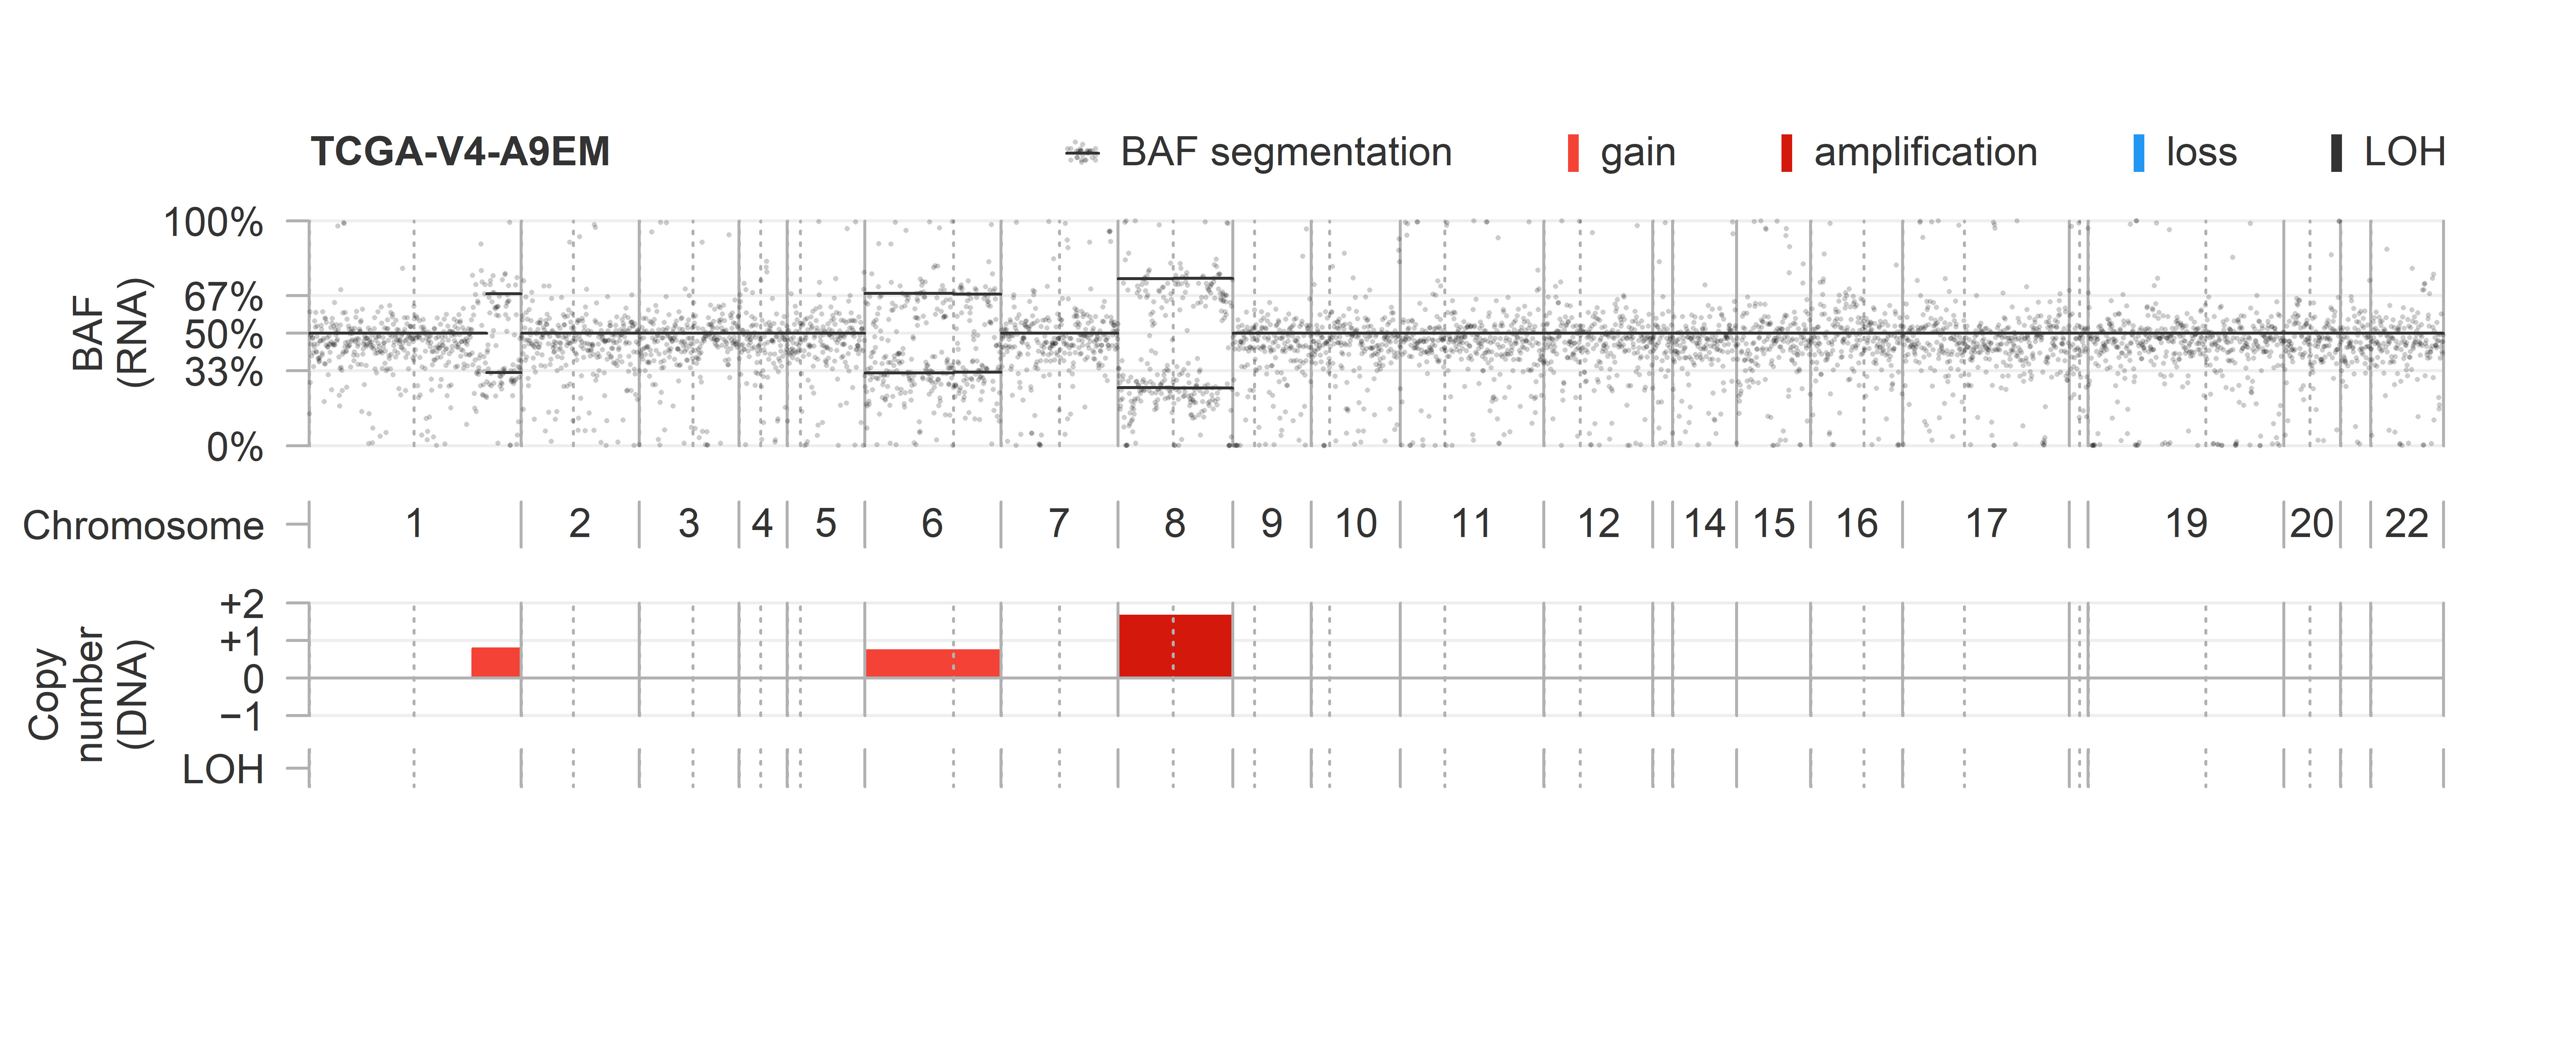 TCGA-V4-A9EM
BAF segmentation gain amplification loss LOH
BAF
(RNA)
100%
67%
50%
33%
0%
Chromosome 1 2 3 4 5 6 7 8 9 10 11 12 14 15 16 17 19 20 22
Copy
number
(DNA)
+2
+1
0
−1
LOH